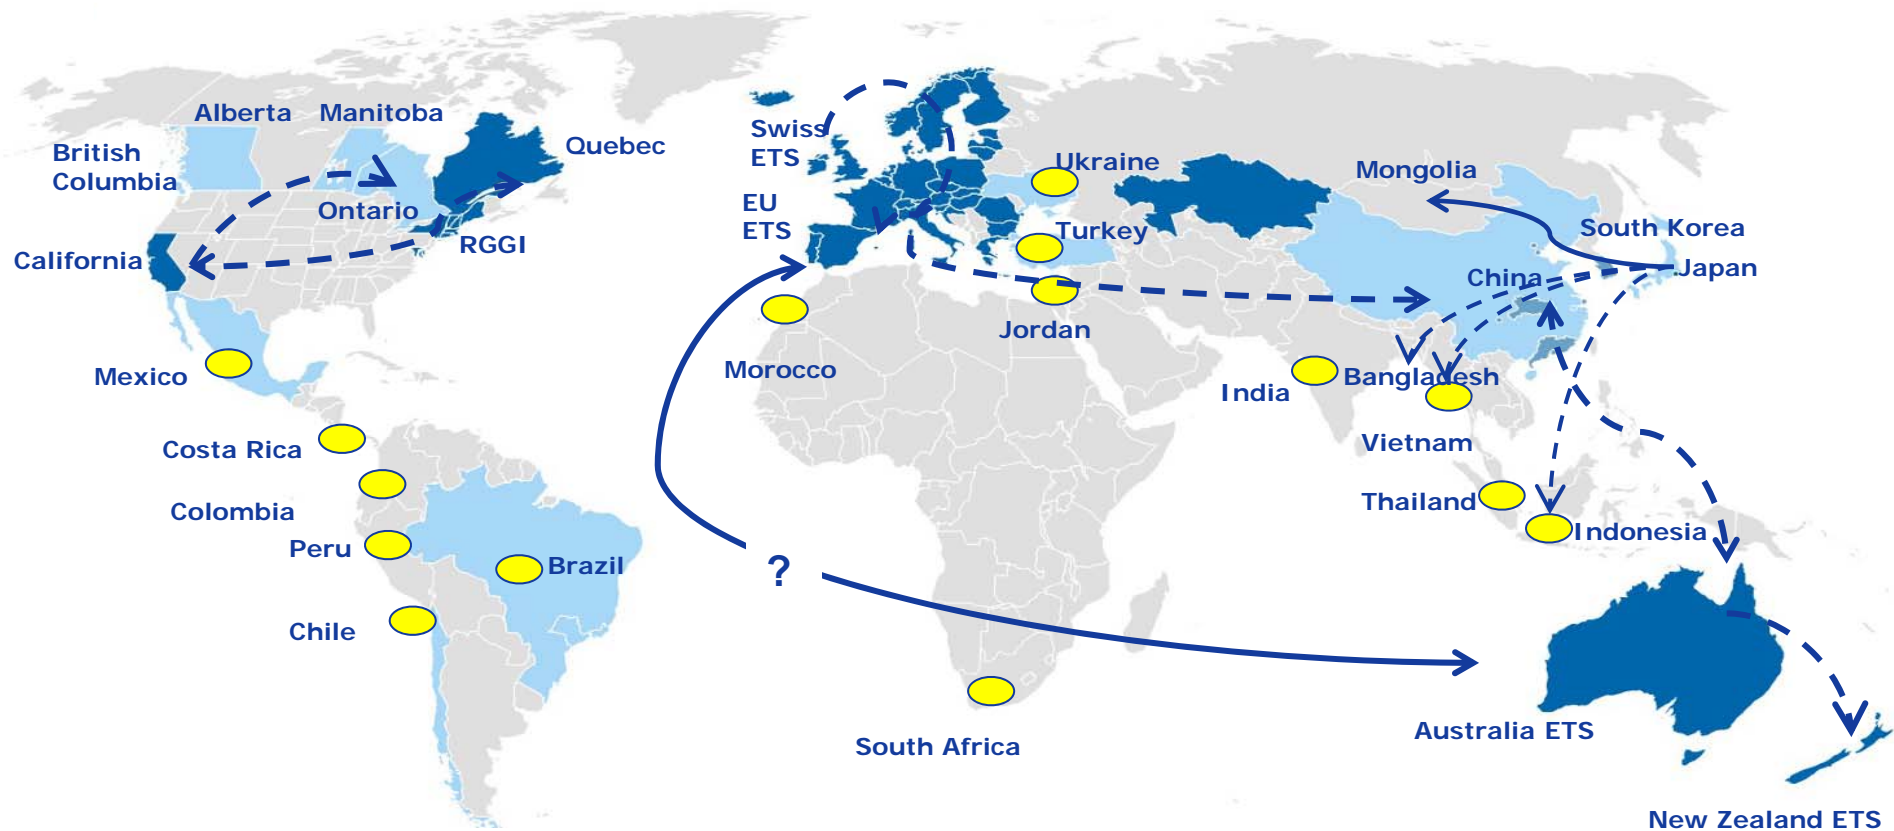 Alberta
Manitoba
British
Columbia
Quebec
Ontario
RGGI
California
Mexico
Costa Rica
Colombia
Peru
Brazil
Chile
Swiss
ETS
EU
ETS
Ukraine
Turkey
Jordan
Morocco
?
South Africa
Mongolia
South Korea
Japan
China
India
Bangladesh
Vietnam
Thailand
Indonesia
Australia ETS
New Zealand ETS